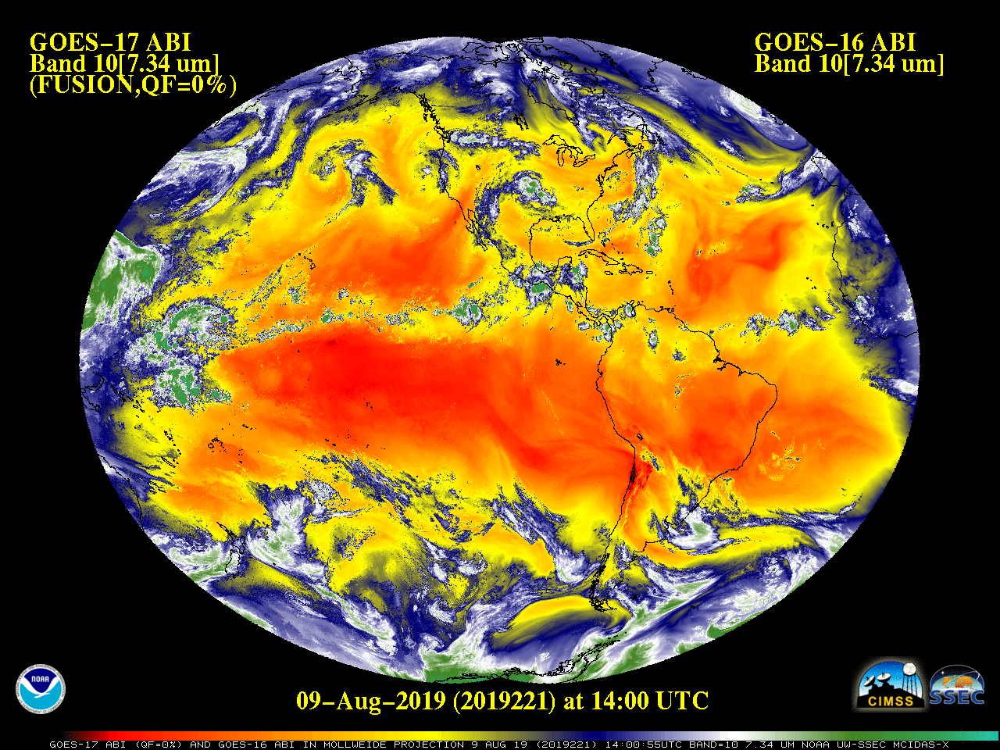 GOES-17 ABI
Band 10[7.34 um]
(FUSION,QF=0%)
GOES-16 ABI
Band 10[7.34 um]
09-Aug-2019 (2019221) at 14:00 UTC
NOAA
CIMSS
SSEC
GOES-17 ABI (QF=0%) AND GOES-16 ABI IN MOLLWEIDE PROJECTION 9 AUG 19 (2019221) 14:00:55UTC BAND=10 7.34 UM NOAA UW-SSEC MCIDAS-X